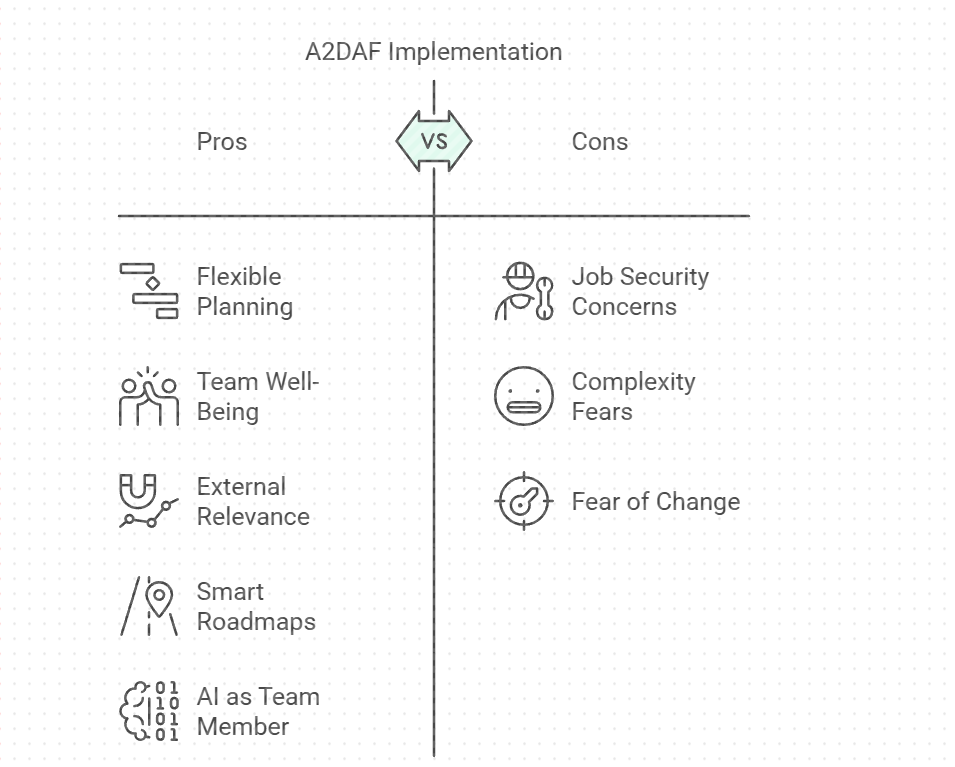 A2DAF Implementation
Pros
VS
Cons
Flexible
Planning
Team Well-
Being
External
Relevance
Smart
Roadmaps
01
10
01
01
AI as Team
Member
Job Security
Concerns
Complexity
Fears
Fear of Change